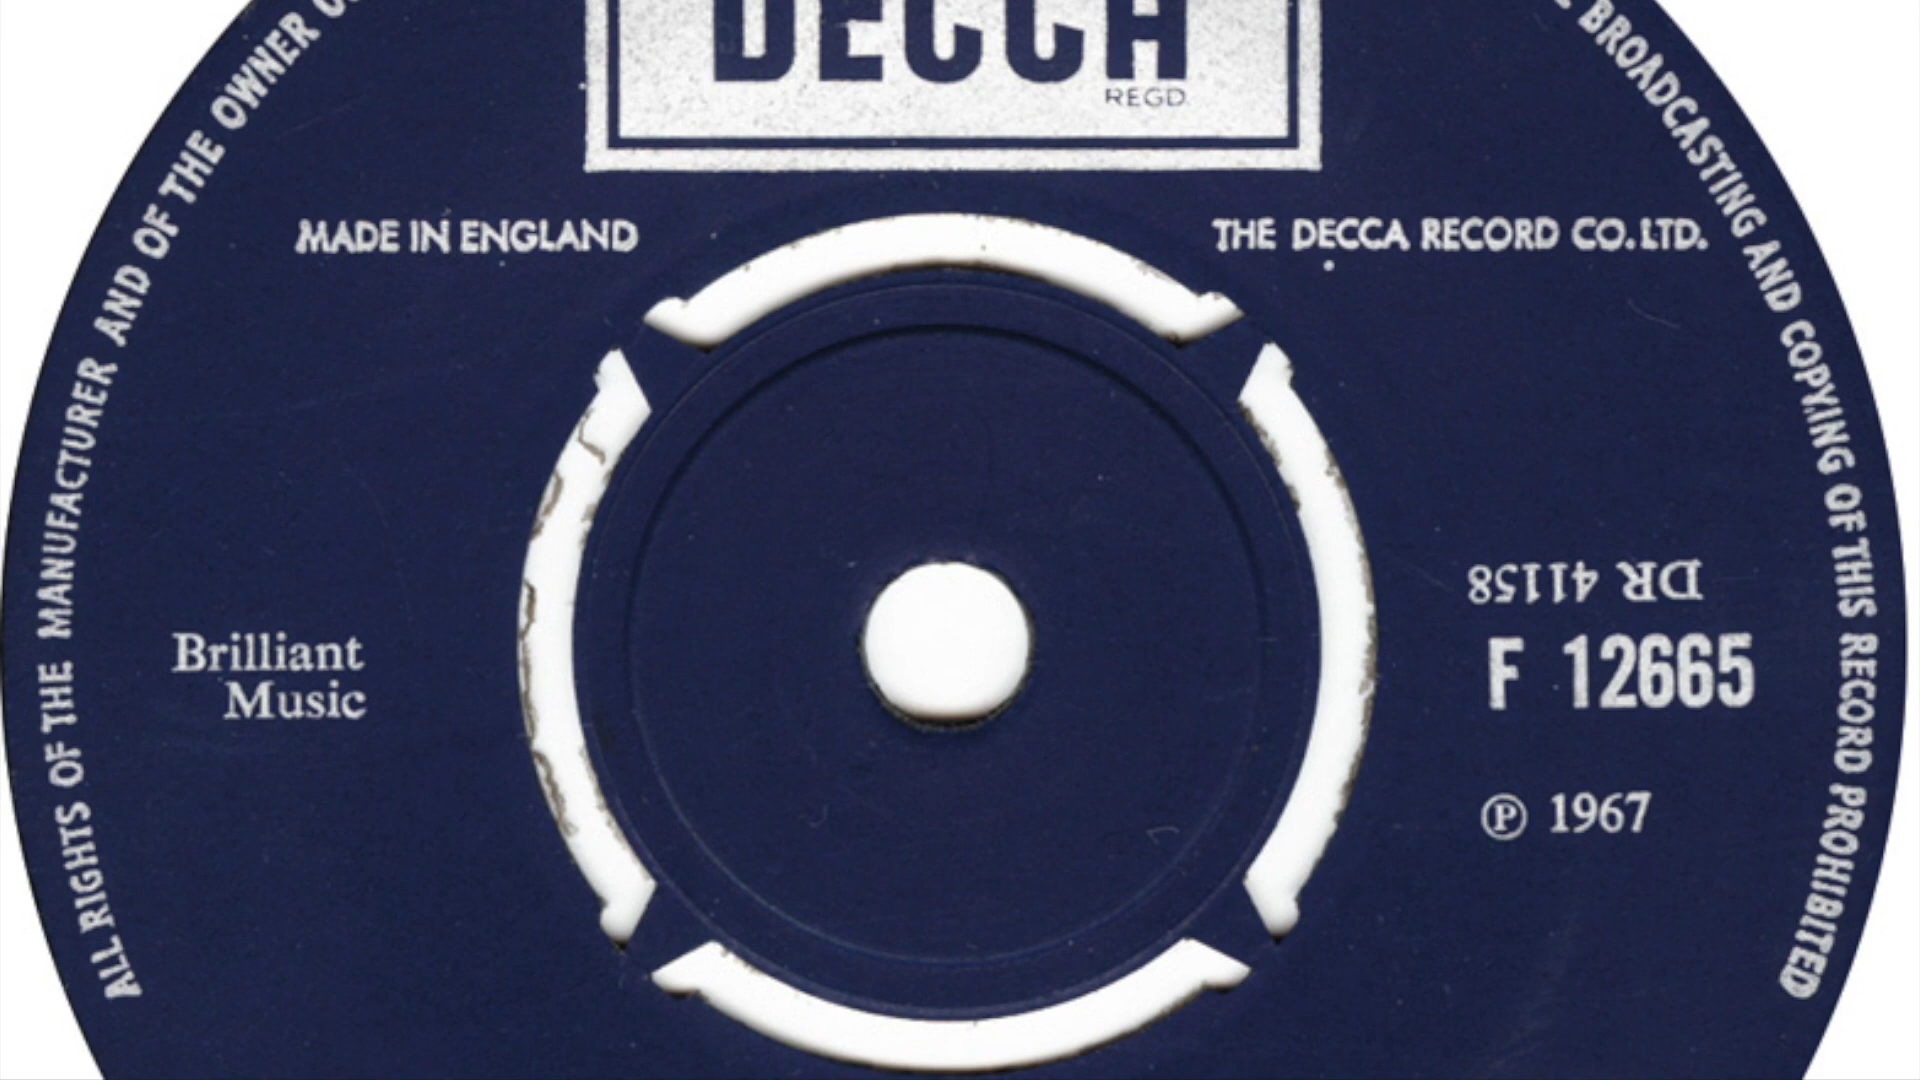 DECCA
REGD.
MADE IN ENGLAND
THE DECCA RECORD CO. LTD.
ALL RIGHTS OF THE MANUFACTURER AND OF THE OWNER
BROADCASTING AND COPYING OF THIS RECORD PROHIBITED
DR 41158
Brilliant
Music
F 12665
℗ 1967